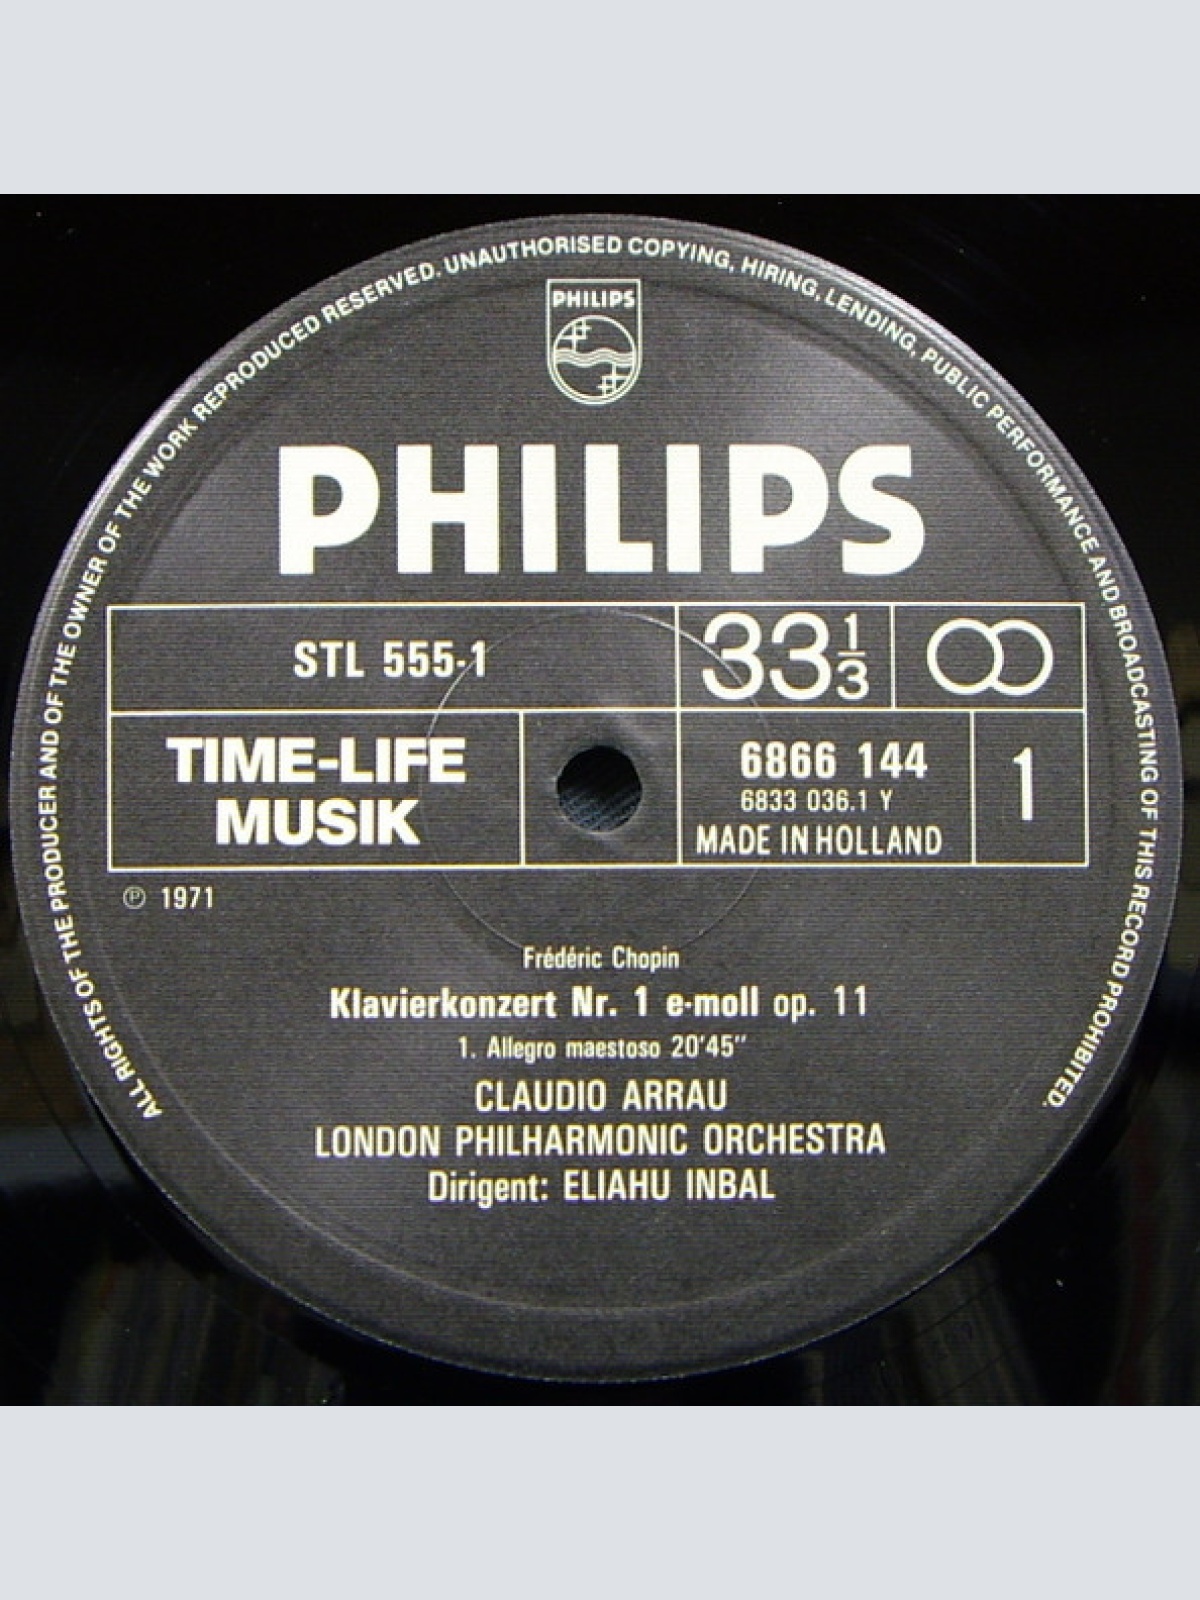 ALL RIGHTS OF THE PRODUCER AND OF THE OWNER OF THE WORK REPRODUCED RESERVED. UNAUTHORISED COPYING, HIRING, LENDING, PUBLIC PERFORMANCE AND BROADCASTING OF THIS RECORD PROHIBITED.
PHILIPS
PHILIPS
STL 555-1
33 1/3
TIME-LIFE
MUSIK
6866 144
6833 036.1 Y
MADE IN HOLLAND
1
℗ 1971
Frédéric Chopin
Klavierkonzert Nr. 1 e-moll op. 11
1. Allegro maestoso 20'45"
CLAUDIO ARRAU
LONDON PHILHARMONIC ORCHESTRA
Dirigent: ELIAHU INBAL